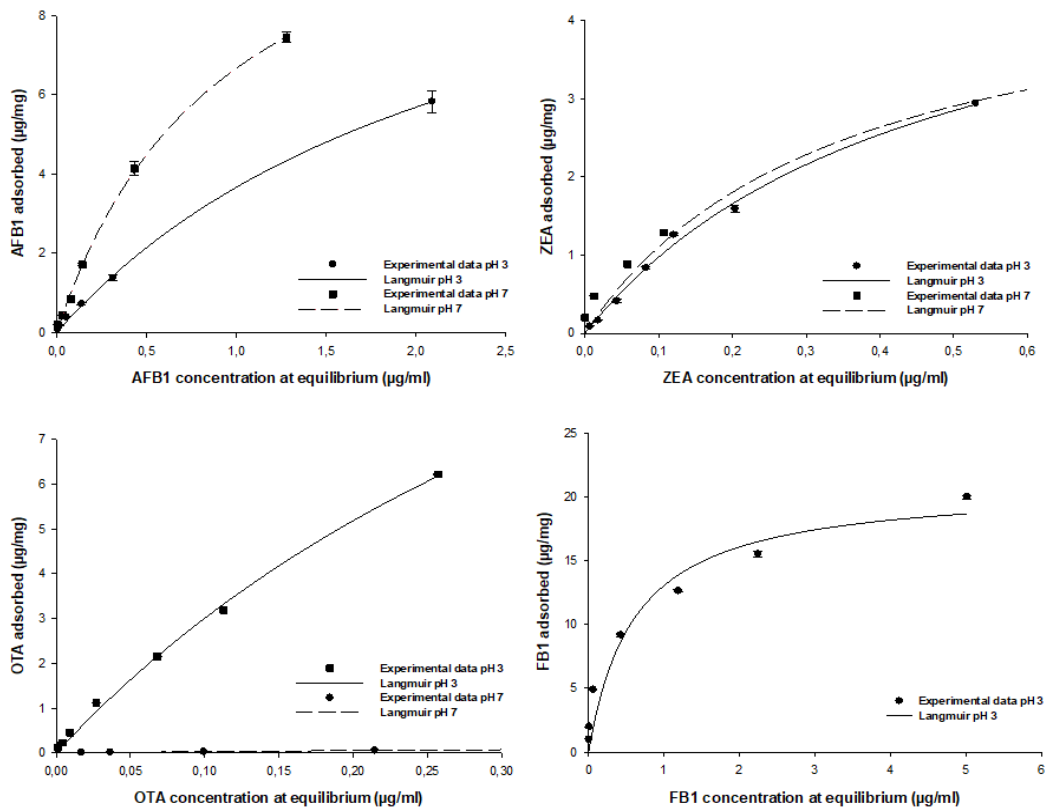 8
6
4
2
0
AFB1 adsorbed (µg/mg)
0,0
0,5
1,0
1,5
2,0
2,5
AFB1 concentration at equilibrium (µg/ml)
Experimental data pH 3
Langmuir pH 3
Experimental data pH 7
Langmuir pH 7
4
3
2
1
0
ZEA adsorbed (µg/mg)
0,0
0,1
0,2
0,3
0,4
0,5
0,6
ZEA concentration at equilibrium (µg/ml)
Experimental data pH 3
Langmuir pH 3
Experimental data pH 7
Langmuir pH 7
7
6
5
4
3
2
1
0
OTA adsorbed (µg/mg)
0,00
0,05
0,10
0,15
0,20
0,25
0,30
OTA concentration at equilibrium (µg/ml)
Experimental data pH 3
Langmuir pH 3
Experimental data pH 7
Langmuir pH 7
25
20
15
10
5
0
FB1 adsorbed (µg/mg)
0
1
2
3
4
5
6
FB1 concentration at equilibrium (µg/ml)
Experimental data pH 3
Langmuir pH 3